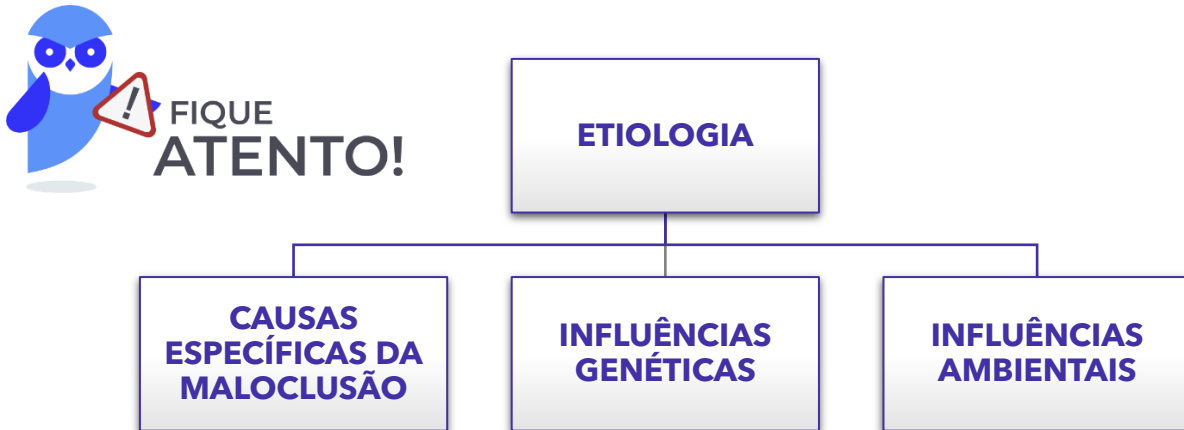 FIQUE
ATENTO!
ETIOLOGIA
CAUSAS
ESPECÍFICAS DA
MALOCLUSÃO
INFLUÊNCIAS
GENÉTICAS
INFLUÊNCIAS
AMBIENTAIS